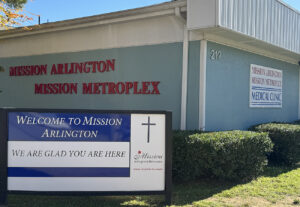 MISSION ARLINGTON
MISSION METROPLEX
212
MISSION ARLINGTON
MISSION METROPLEX
MEDICAL CLINIC
WELCOME TO MISSION
ARLINGTON
WE ARE GLAD YOU ARE HERE
Mission